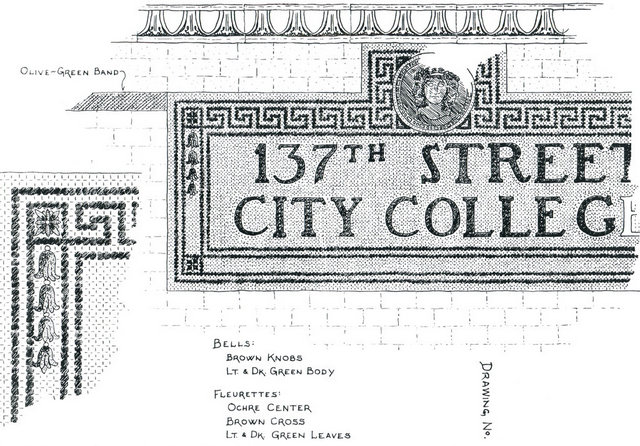 OLIVE-GREEN BAND
137TH STREET
CITY COLLEGE
BELLS:
BROWN KNOBS
LT. & DK. GREEN BODY
FLEURETTES:
OCHRE CENTER
BROWN CROSS
LT. & DK. GREEN LEAVES
DRAWING NO.